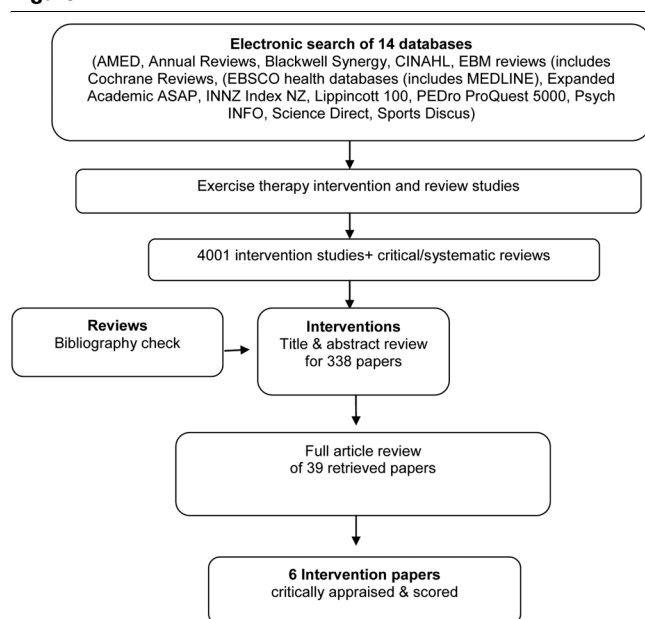 Electronic search of 14 databases
(AMED, Annual Reviews, Blackwell Synergy, CINAHL, EBM reviews (includes
Cochrane Reviews, (EBSCO health databases (includes MEDLINE), Expanded
Academic ASAP, INNZ Index NZ, Lippincott 100, PEDro ProQuest 5000, Psych
INFO, Science Direct, Sports Discus)
Exercise therapy intervention and review studies
4001 intervention studies+ critical/systematic reviews
Reviews
Bibliography check
Interventions
Title & abstract review
for 338 papers
Full article review
of 39 retrieved papers
6 Intervention papers
critically appraised & scored